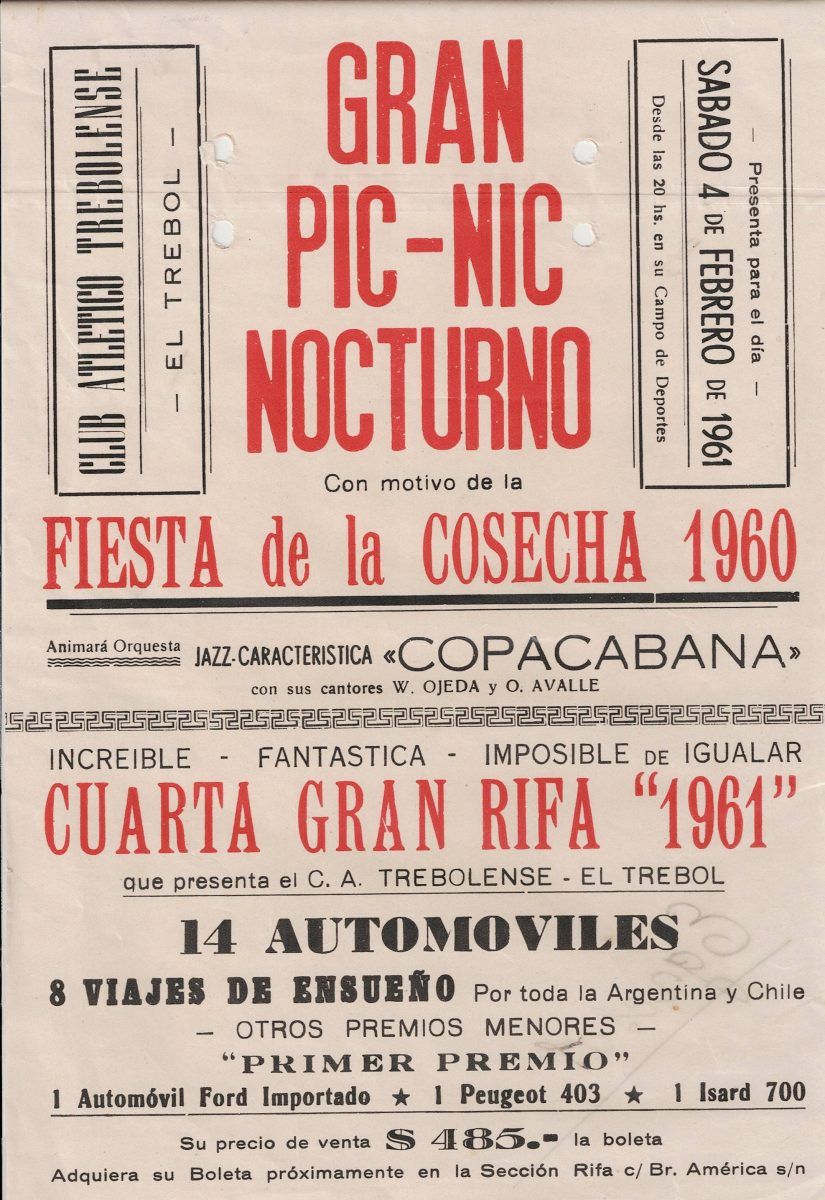 CLUB ATLETICO TREBOLENSE
— EL TREBOL —
GRAN
PIC-NIC
NOCTURNO
— Presenta para el día —
SABADO 4 DE FEBRERO DE 1961
Desde las 20 hs. en su Campo de Deportes
Con motivo de la
FIESTA de la COSECHA 1960
Animará Orquesta JAZZ-CARACTERISTICA «COPACABANA»
con sus cantores W. OJEDA y O. AVALLE
INCREIBLE - FANTASTICA - IMPOSIBLE DE IGUALAR
CUARTA GRAN RIFA “1961”
que presenta el C. A. TREBOLENSE - EL TREBOL
14 AUTOMOVILES
8 VIAJES DE ENSUEÑO Por toda la Argentina y Chile
— OTROS PREMIOS MENORES —
“PRIMER PREMIO”
1 Automóvil Ford Importado ★ 1 Peugeot 403 ★ 1 Isard 700
Su precio de venta $ 485.- la boleta
Adquiera su Boleta próximamente en la Sección Rifa c/ Br. América s/n